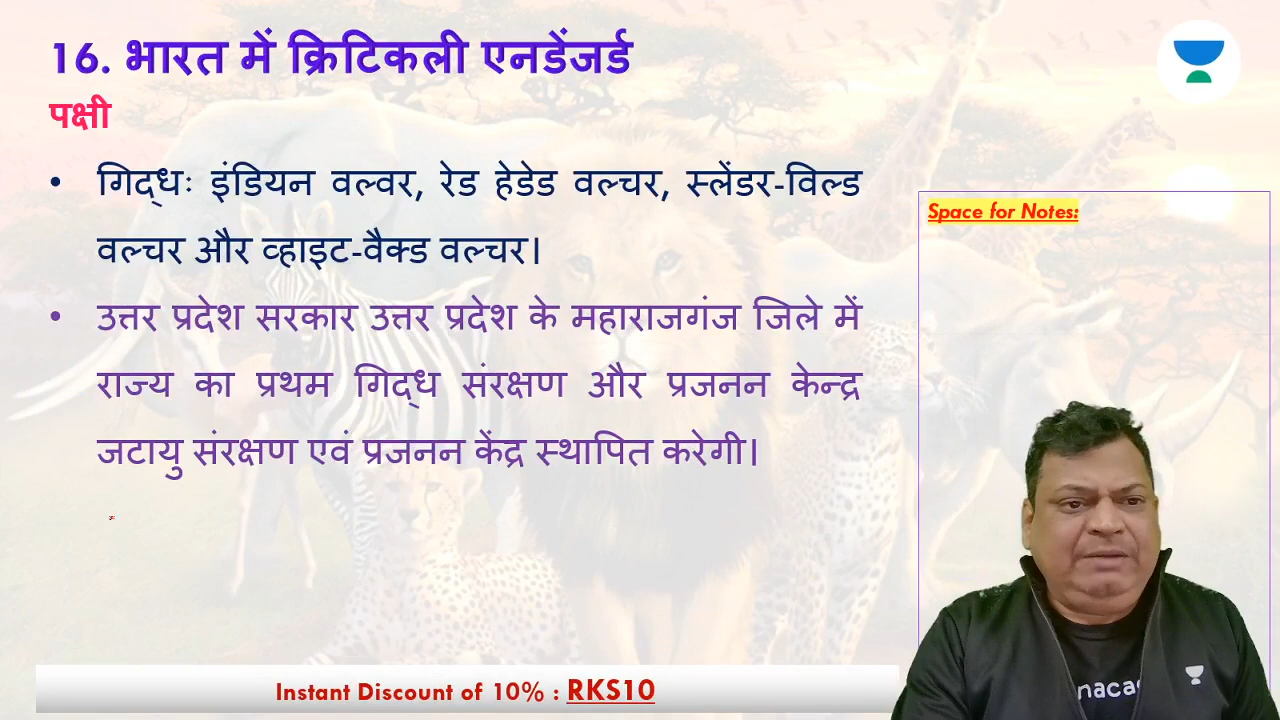 16. भारत में क्रिटिकली एनडेंजर्ड
पक्षी
• गिद्धः इंडियन वल्वर, रेड हेडेड वल्चर, स्लेंडर-विल्ड
वल्चर और व्हाइट-वैक्ड वल्चर।
• उत्तर प्रदेश सरकार उत्तर प्रदेश के महाराजगंज जिले में
राज्य का प्रथम गिद्ध संरक्षण और प्रजनन केन्द्र
जटायु संरक्षण एवं प्रजनन केंद्र स्थापित करेगी।
Space for Notes:
nacad
Instant Discount of 10% : RKS10